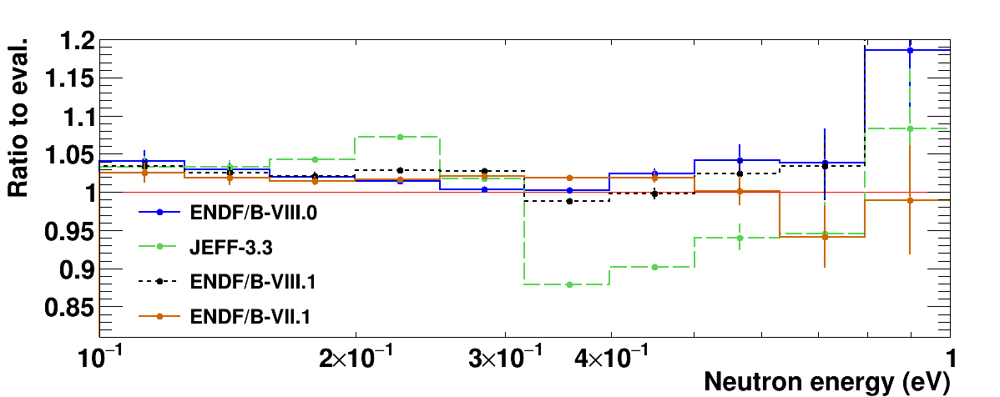 Ratio to eval.
1.2
1.15
1.1
1.05
1
0.95
0.9
0.85
ENDF/B-VIII.0
JEFF-3.3
ENDF/B-VIII.1
ENDF/B-VII.1
10⁻¹ 2×10⁻¹ 3×10⁻¹ 4×10⁻¹ 1
Neutron energy (eV)